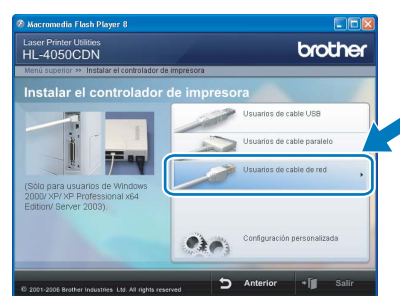 Macromedia Flash Player 8
Laser Printer Utilities
HL-4050CDN
brother
Menú superior >> Instalar el controlador de impresora
Instalar el controlador de impresora
Usuarios de cable USB
Usuarios de cable paralelo
Usuarios de cable de red
(Sólo para usuarios de Windows
2000/ XP/ XP Professional x64
Edition/ Server 2003).
Configuración personalizada
© 2001-2006 Brother Industries Ltd. All rights reserved
Anterior
Salir